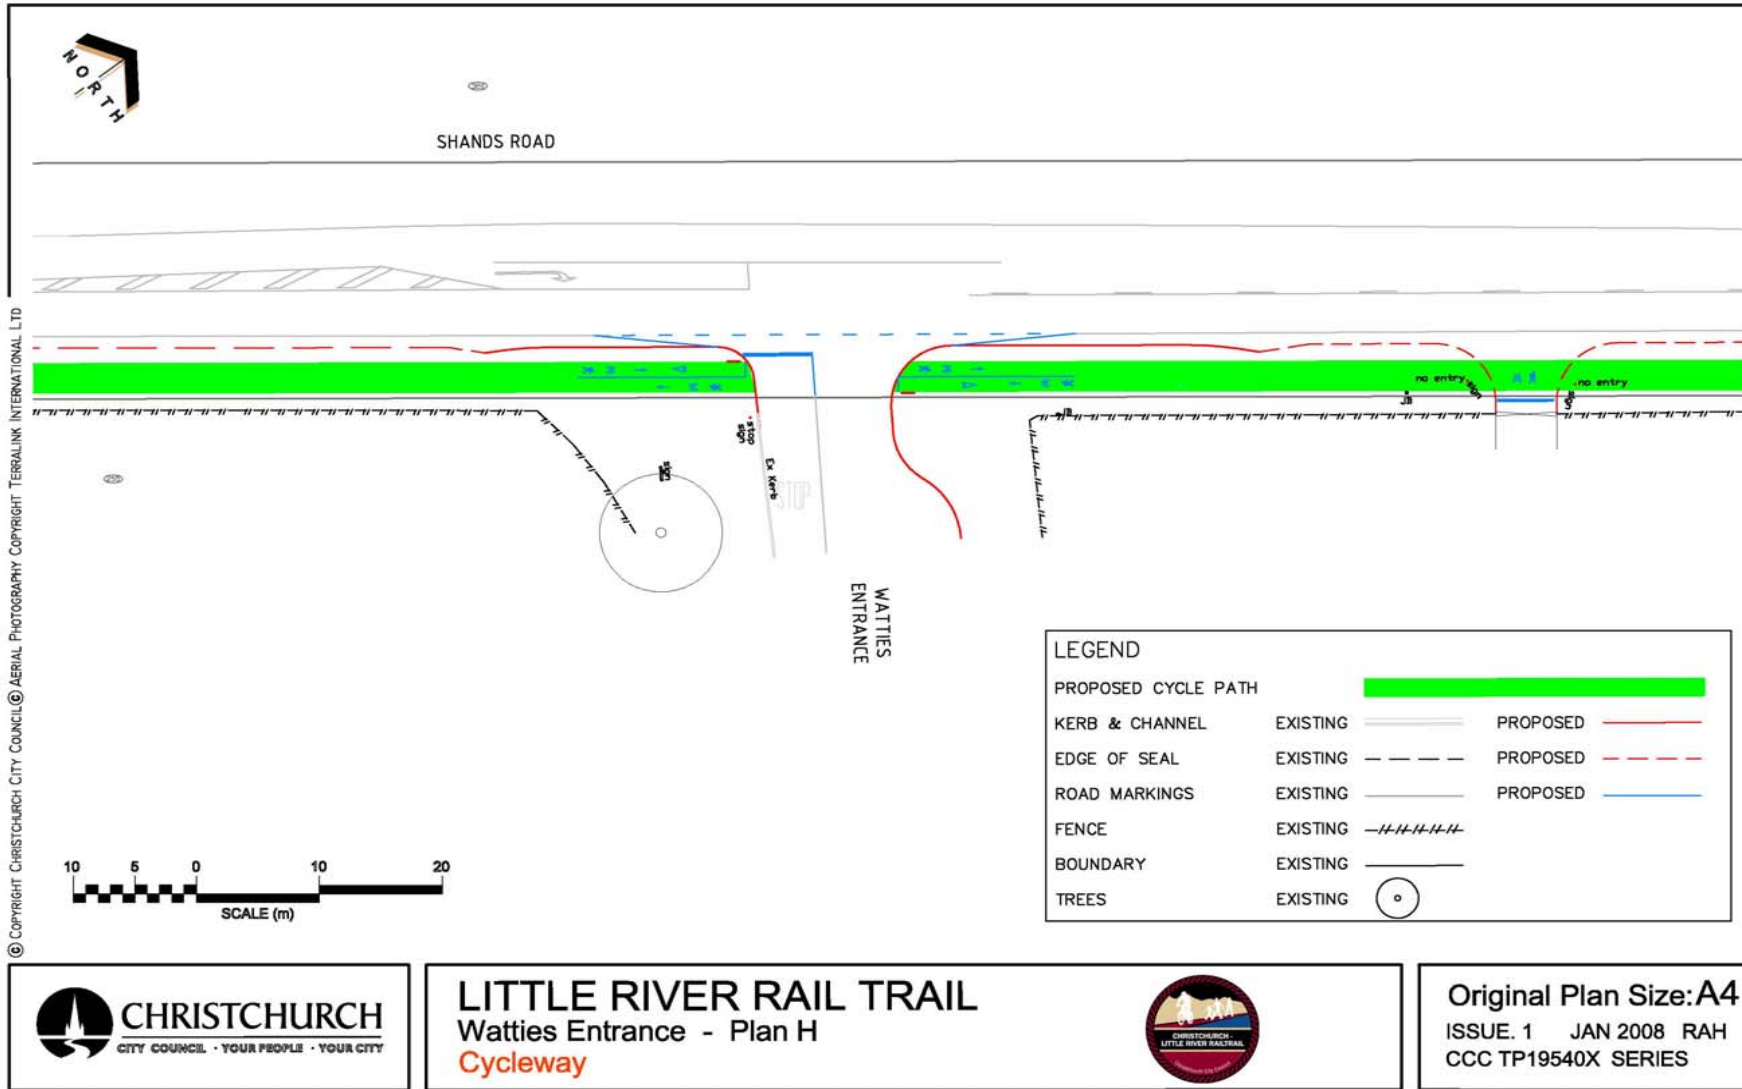 NORTH
SHANDS ROAD
no entry
sign
no entry
sign
JB
stop
sign
sign
Ex Kerb
STOP
WATTIES
ENTRANCE
LEGEND
PROPOSED CYCLE PATH
KERB & CHANNEL EXISTING PROPOSED
EDGE OF SEAL EXISTING PROPOSED
ROAD MARKINGS EXISTING PROPOSED
FENCE EXISTING
BOUNDARY EXISTING
TREES EXISTING
10 5 0 10 20
SCALE (m)
© COPYRIGHT CHRISTCHURCH CITY COUNCIL © AERIAL PHOTOGRAPHY COPYRIGHT TERRALINK INTERNATIONAL LTD
CHRISTCHURCH
CITY COUNCIL · YOUR PEOPLE · YOUR CITY
LITTLE RIVER RAIL TRAIL
Watties Entrance - Plan H
Cycleway
CHRISTCHURCH -
LITTLE RIVER RAILTRAIL
Original Plan Size: A4
ISSUE. 1 JAN 2008 RAH
CCC TP19540X SERIES